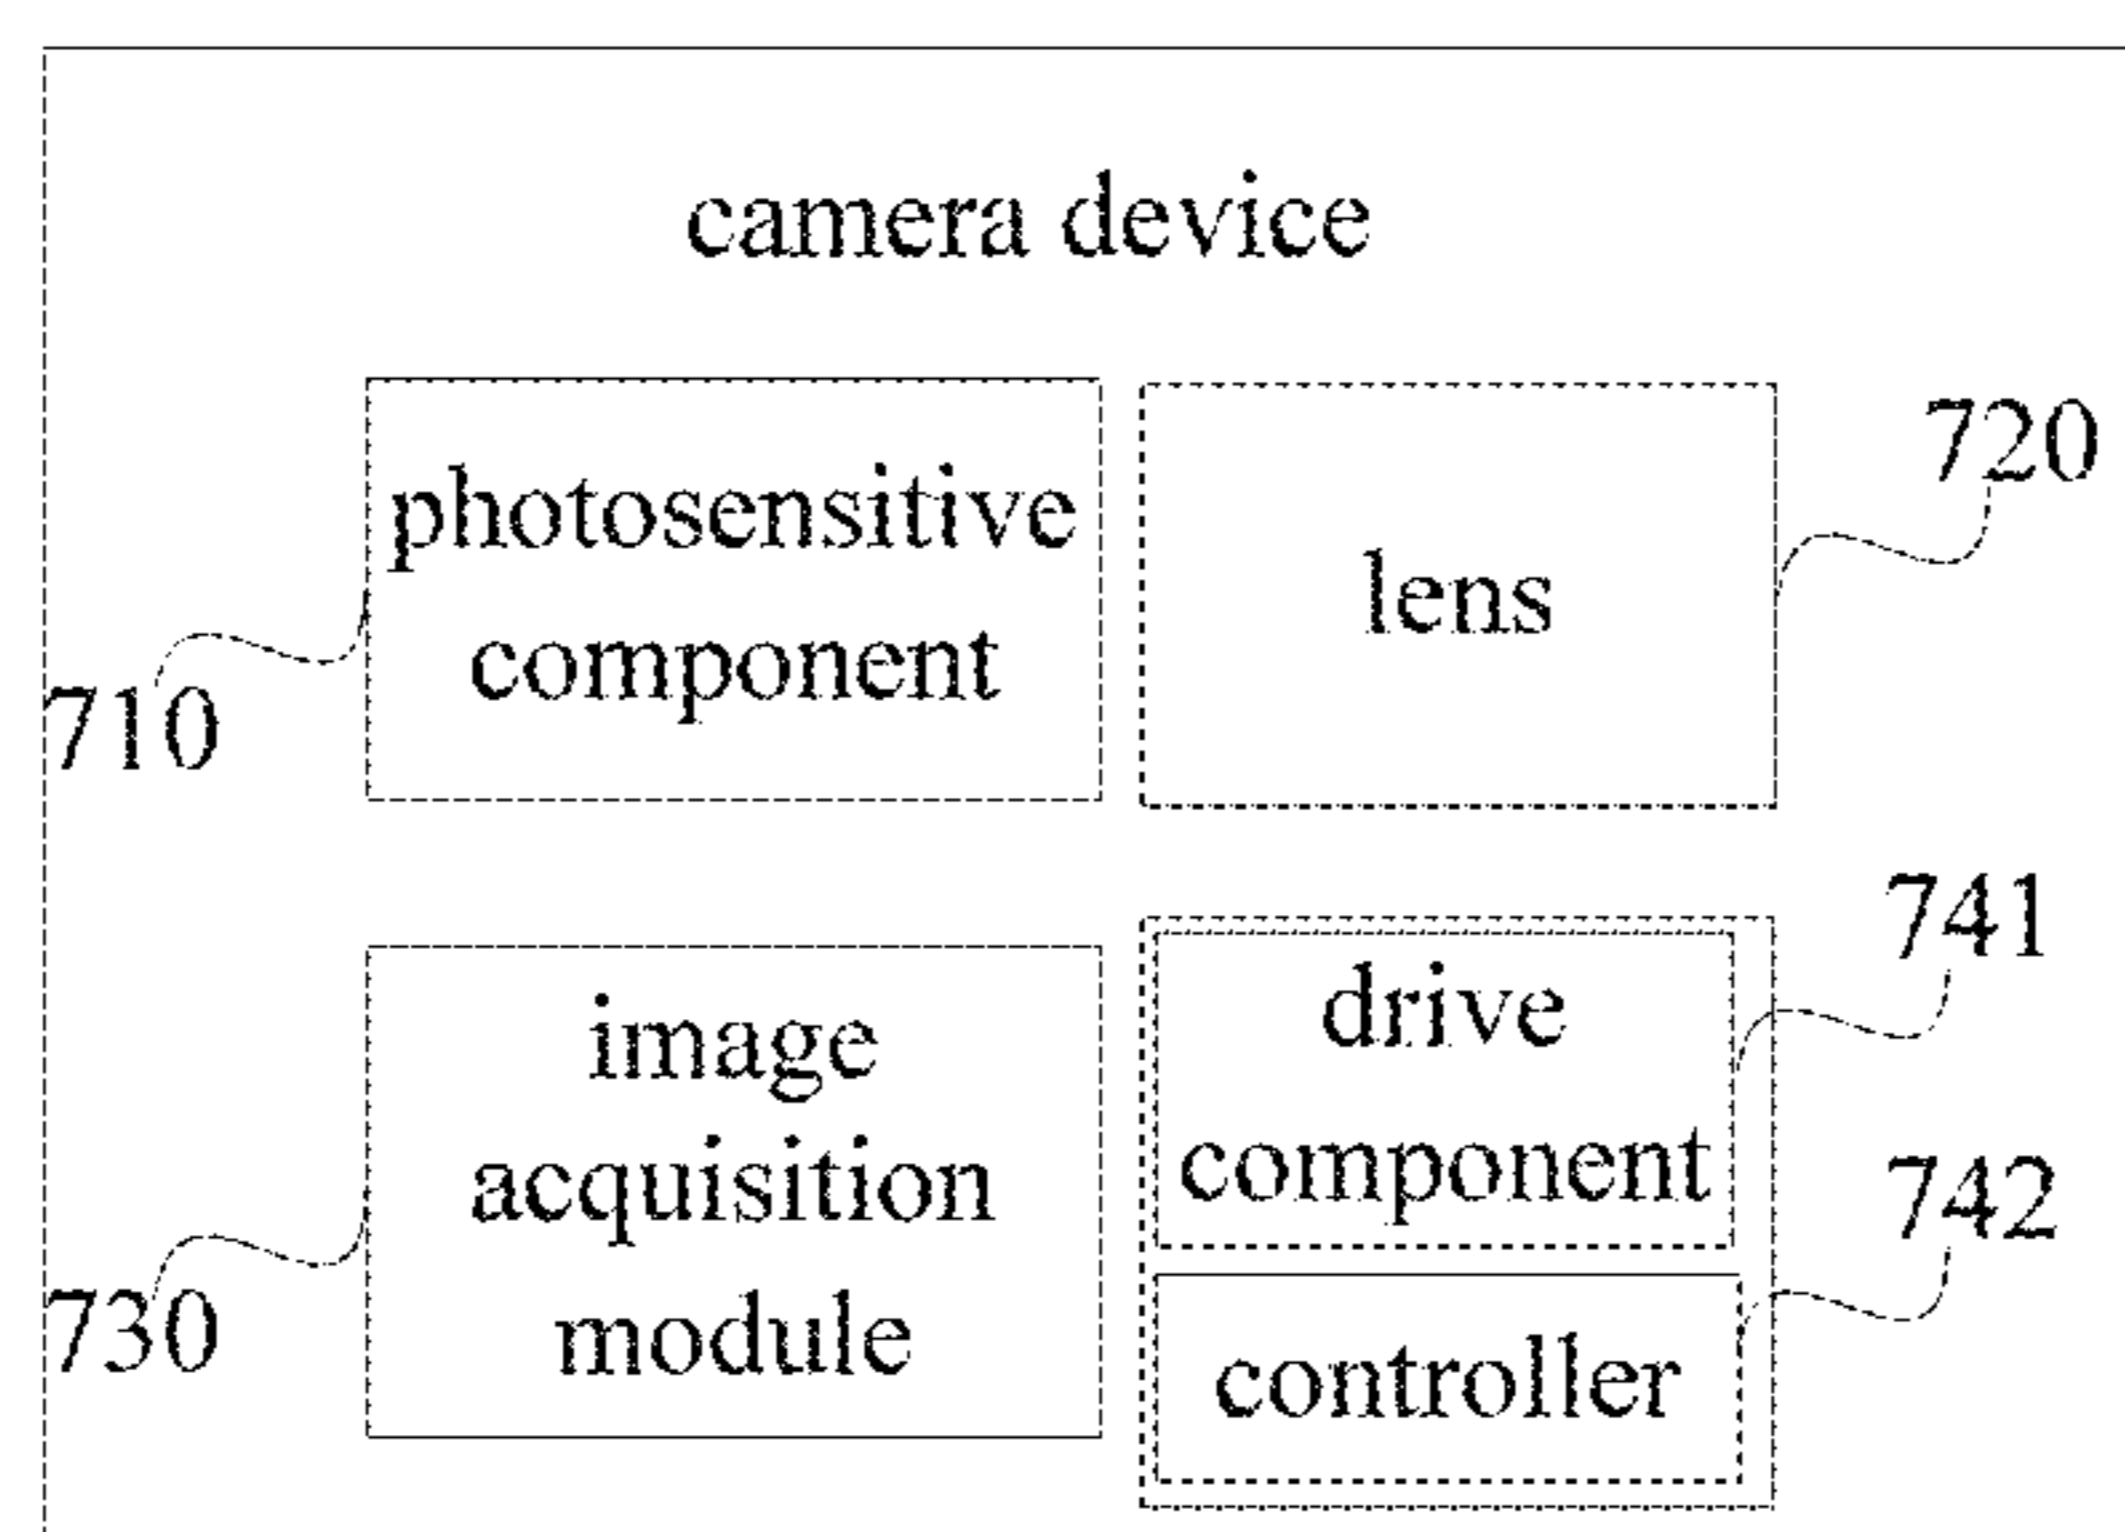 camera device
photosensitive
component
710
lens
720
image
acquisition
module
730
drive
component
741
controller
742